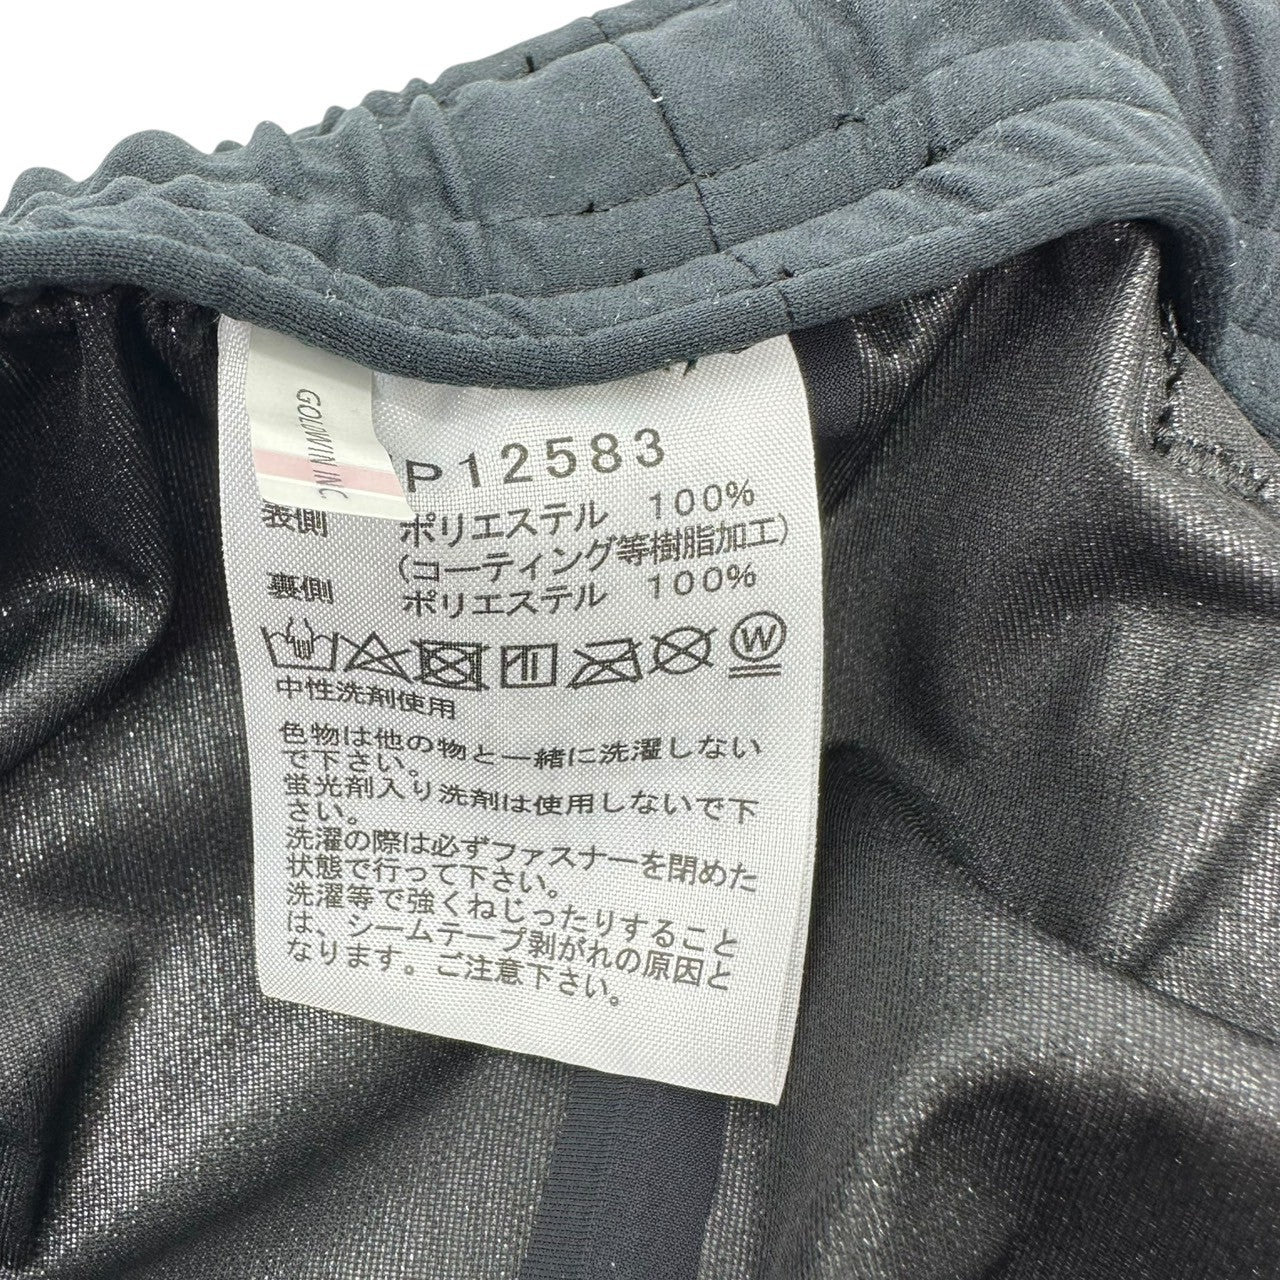 GOLDWIN INC
P12583
表側 ポリエステル 100%
(コーティング等樹脂加工)
裏側 ポリエステル 100%
W
中性洗剤使用
色物は他の物と一緒に洗濯しない
で下さい。
蛍光剤入り洗剤は使用しないで下
さい。
洗濯の際は必ずファスナーを閉めた
状態で行って下さい。
洗濯等で強くねじったりすること
は、シームテープ剥がれの原因と
なります。ご注意下さい。